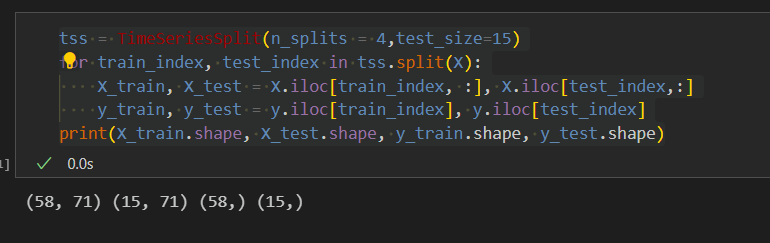 tss = TimeSeriesSplit(n_splits = 4,test_size=15)
for train_index, test_index in tss.split(X):
X_train, X_test = X.iloc[train_index, :], X.iloc[test_index,:]
y_train, y_test = y.iloc[train_index], y.iloc[test_index]
print(X_train.shape, X_test.shape, y_train.shape, y_test.shape)
] ✓ 0.0s
(58, 71) (15, 71) (58,) (15,)